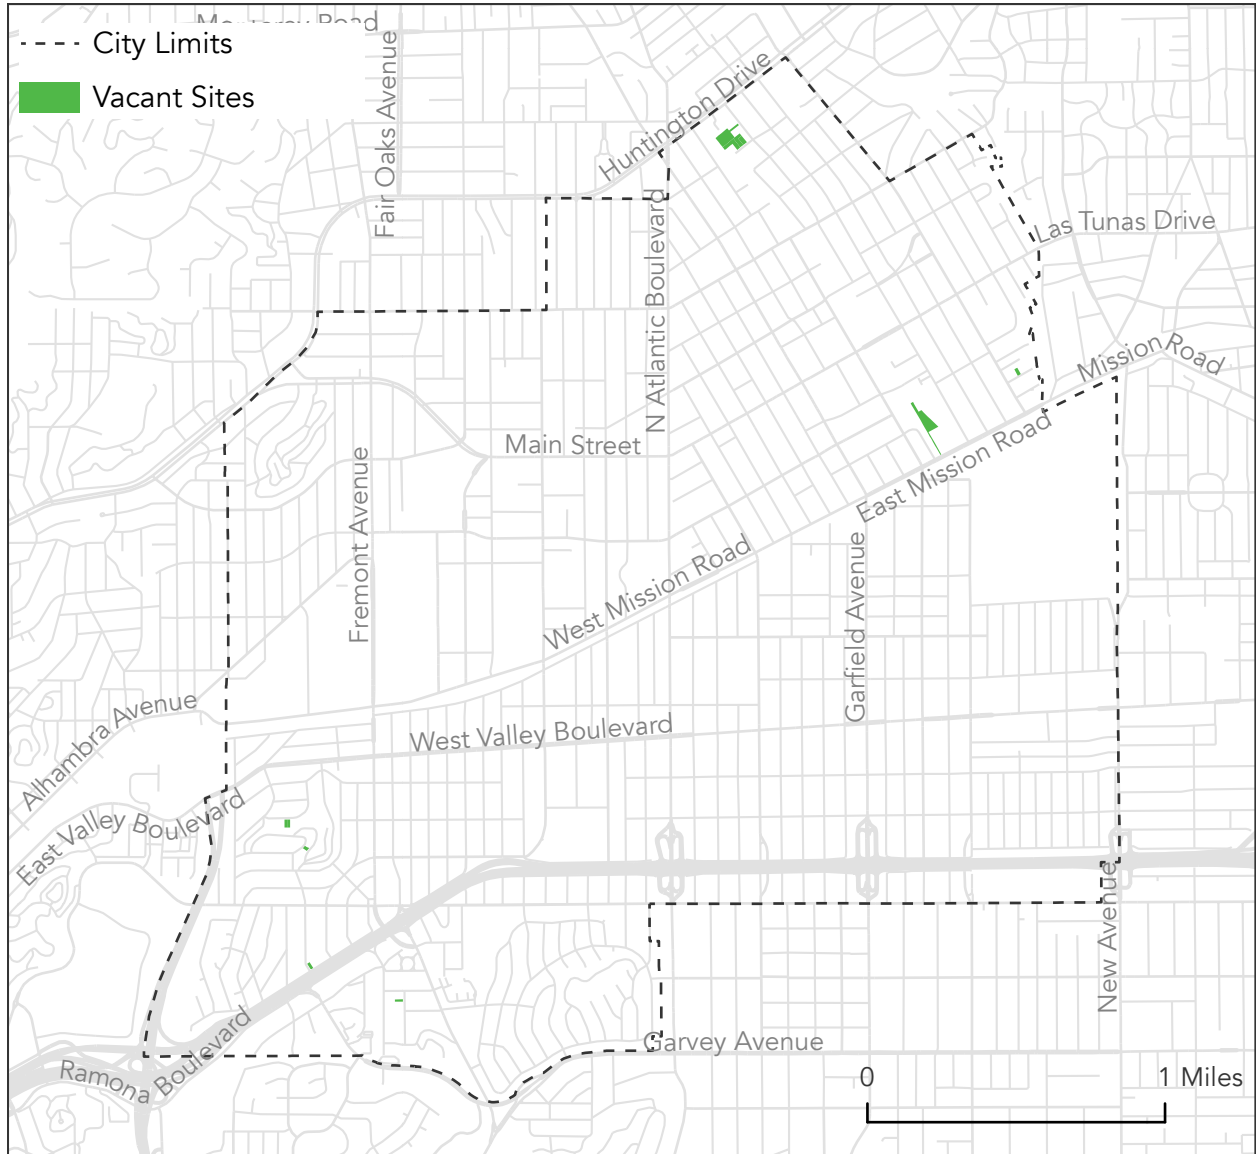 Monterey Road
City Limits
Vacant Sites
Fair Oaks Avenue
Huntington Drive
N Atlantic Boulevard
Las Tunas Drive
Mission Road
Main Street
East Mission Road
Fremont Avenue
West Mission Road
Garfield Avenue
Alhambra Avenue
West Valley Boulevard
East Valley Boulevard
New Avenue
Ramona Boulevard
Garvey Avenue
0 1 Miles